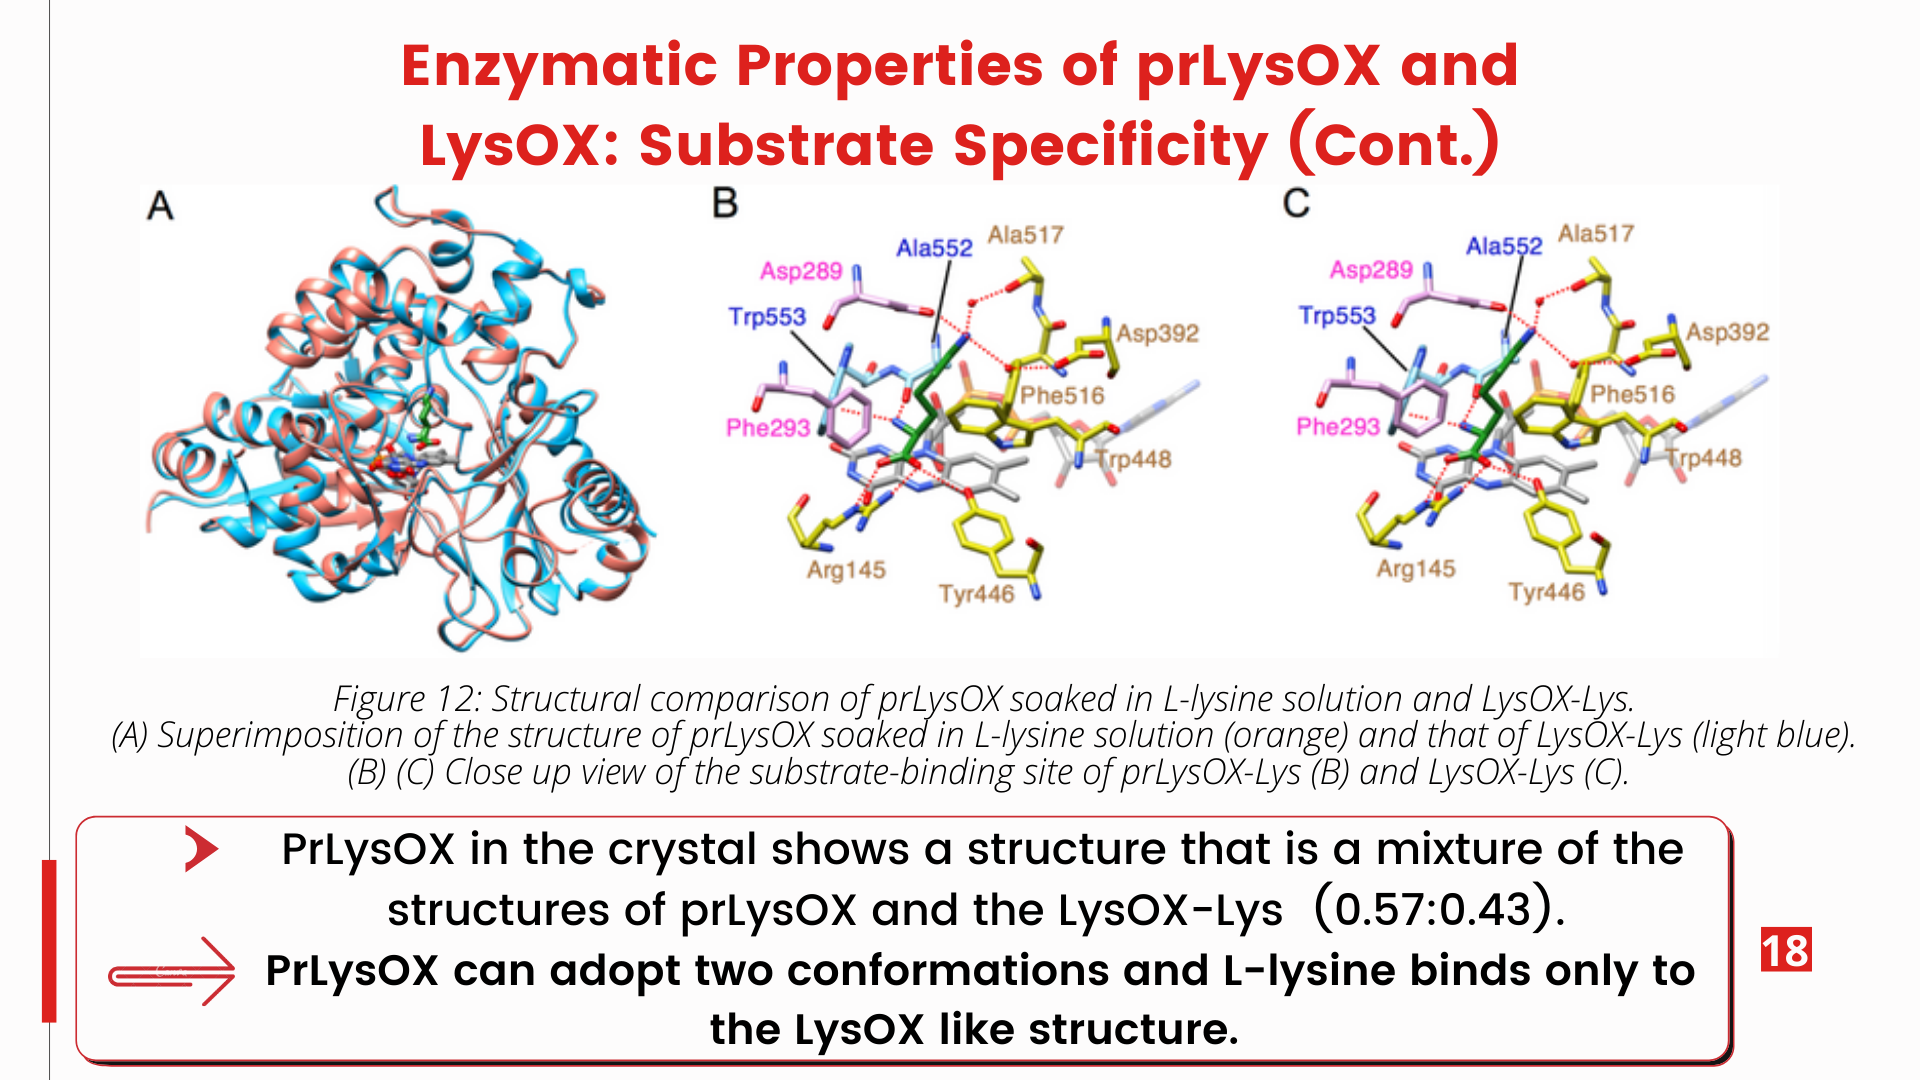 Enzymatic Properties of prLysOX and
LysOX: Substrate Specificity (Cont.)
A
B
Ala552
Ala517
Asp289
Trp553
Asp392
Phe516
Phe293
Trp448
Arg145
Tyr446
C
Ala552
Ala517
Asp289
Trp553
Asp392
Phe516
Phe293
Trp448
Arg145
Tyr446
Figure 12: Structural comparison of prLysOX soaked in L-lysine solution and LysOX-Lys.
(A) Superimposition of the structure of prLysOX soaked in L-lysine solution (orange) and that of LysOX-Lys (light blue).
(B) (C) Close up view of the substrate-binding site of prLysOX-Lys (B) and LysOX-Lys (C).
PrLysOX in the crystal shows a structure that is a mixture of the
structures of prLysOX and the LysOX-Lys (0.57:0.43).
PrLysOX can adopt two conformations and L-lysine binds only to
the LysOX like structure.
18